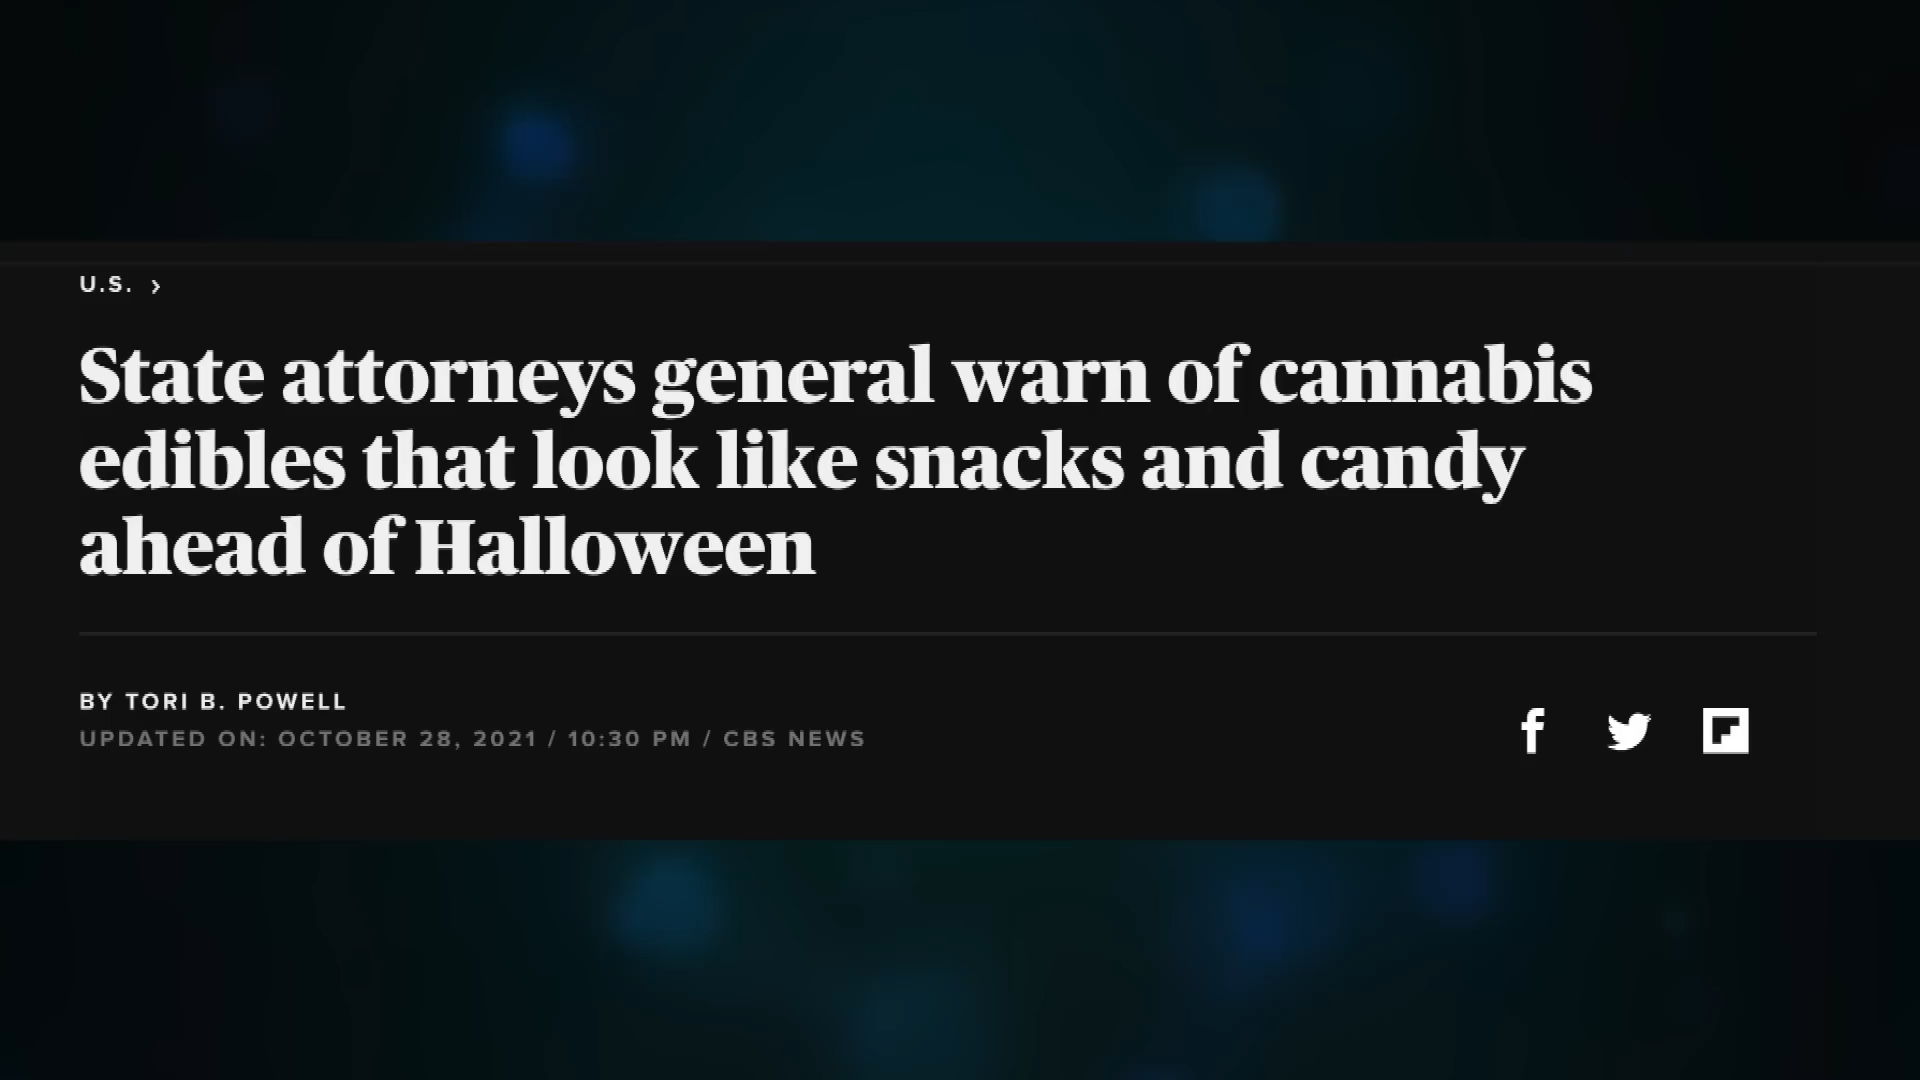 U.S. ›
State attorneys general warn of cannabis
edibles that look like snacks and candy
ahead of Halloween
BY TORI B. POWELL
UPDATED ON: OCTOBER 28, 2021 / 10:30 PM / CBS NEWS